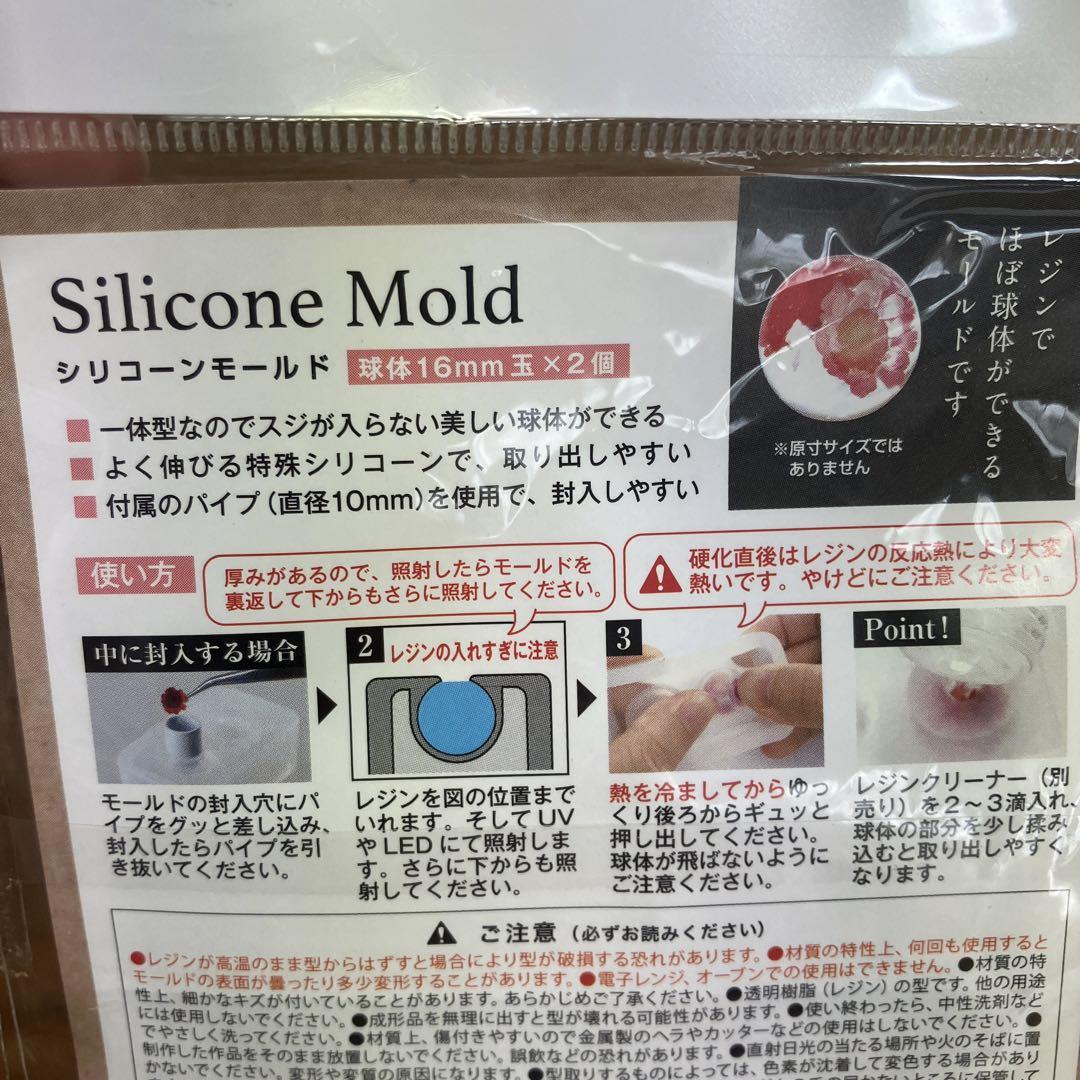 Silicone Mold
シリコーンモールド 球体16mm玉×2個
一体型なのでスジが入らない美しい球体ができる
よく伸びる特殊シリコーンで、取り出しやすい
付属のパイプ(直径10mm)を使用で、封入しやすい
レジンで
ほぼ球体ができる
モールドです
※原寸サイズでは
ありません
使い方
厚みがあるので、照射したらモールドを
裏返して下からもさらに照射してください。
硬化直後はレジンの反応熱により大変
熱いです。やけどにご注意ください。
中に封入する場合
モールドの封入穴にパ
イプをグッと差し込み、
封入したらパイプを引
き抜いてください。
2 レジンの入れすぎに注意
レジンを図の位置まで
いれます。そしてUV
やLEDにて照射しま
す。さらに下からも照
射してください。
3
熱を冷ましてからゆっ
くり後ろからギュッと
押し出してください。
球体が飛ばないように
ご注意ください。
Point!
レジンクリーナー(別
売り)を2〜3滴入れ、
球体の部分を少し揉み
込むと取り出しやすく
なります。
ご注意(必ずお読みください)
●レジンが高温のまま型からはずすと場合により型が破損する恐れがあります。●材質の特性上、何回も使用すると
モールドの表面が曇ったり多少変形することがあります。●電子レンジ、オーブンでの使用はできません。●材質の特
性上、細かなキズが付いていることがあります。あらかじめご了承ください。●透明樹脂(レジン)の型です。他の用途
には使用しないでください。●成形品を無理に出すと型が壊れる可能性があります。●使い終わったら、中性洗剤など
でやさしく洗ってください。●材質上、傷付きやすいので金属製のヘラやカッターなどの使用はしないでください。●
制作した作品をそのまま放置しないでください。誤飲などの恐れがあります。●直射日光の当たる場所や火のそばに置
かないでください。変形や変質の原因になります。●型取りするものによっては、色素が沈着して変色する場合があり